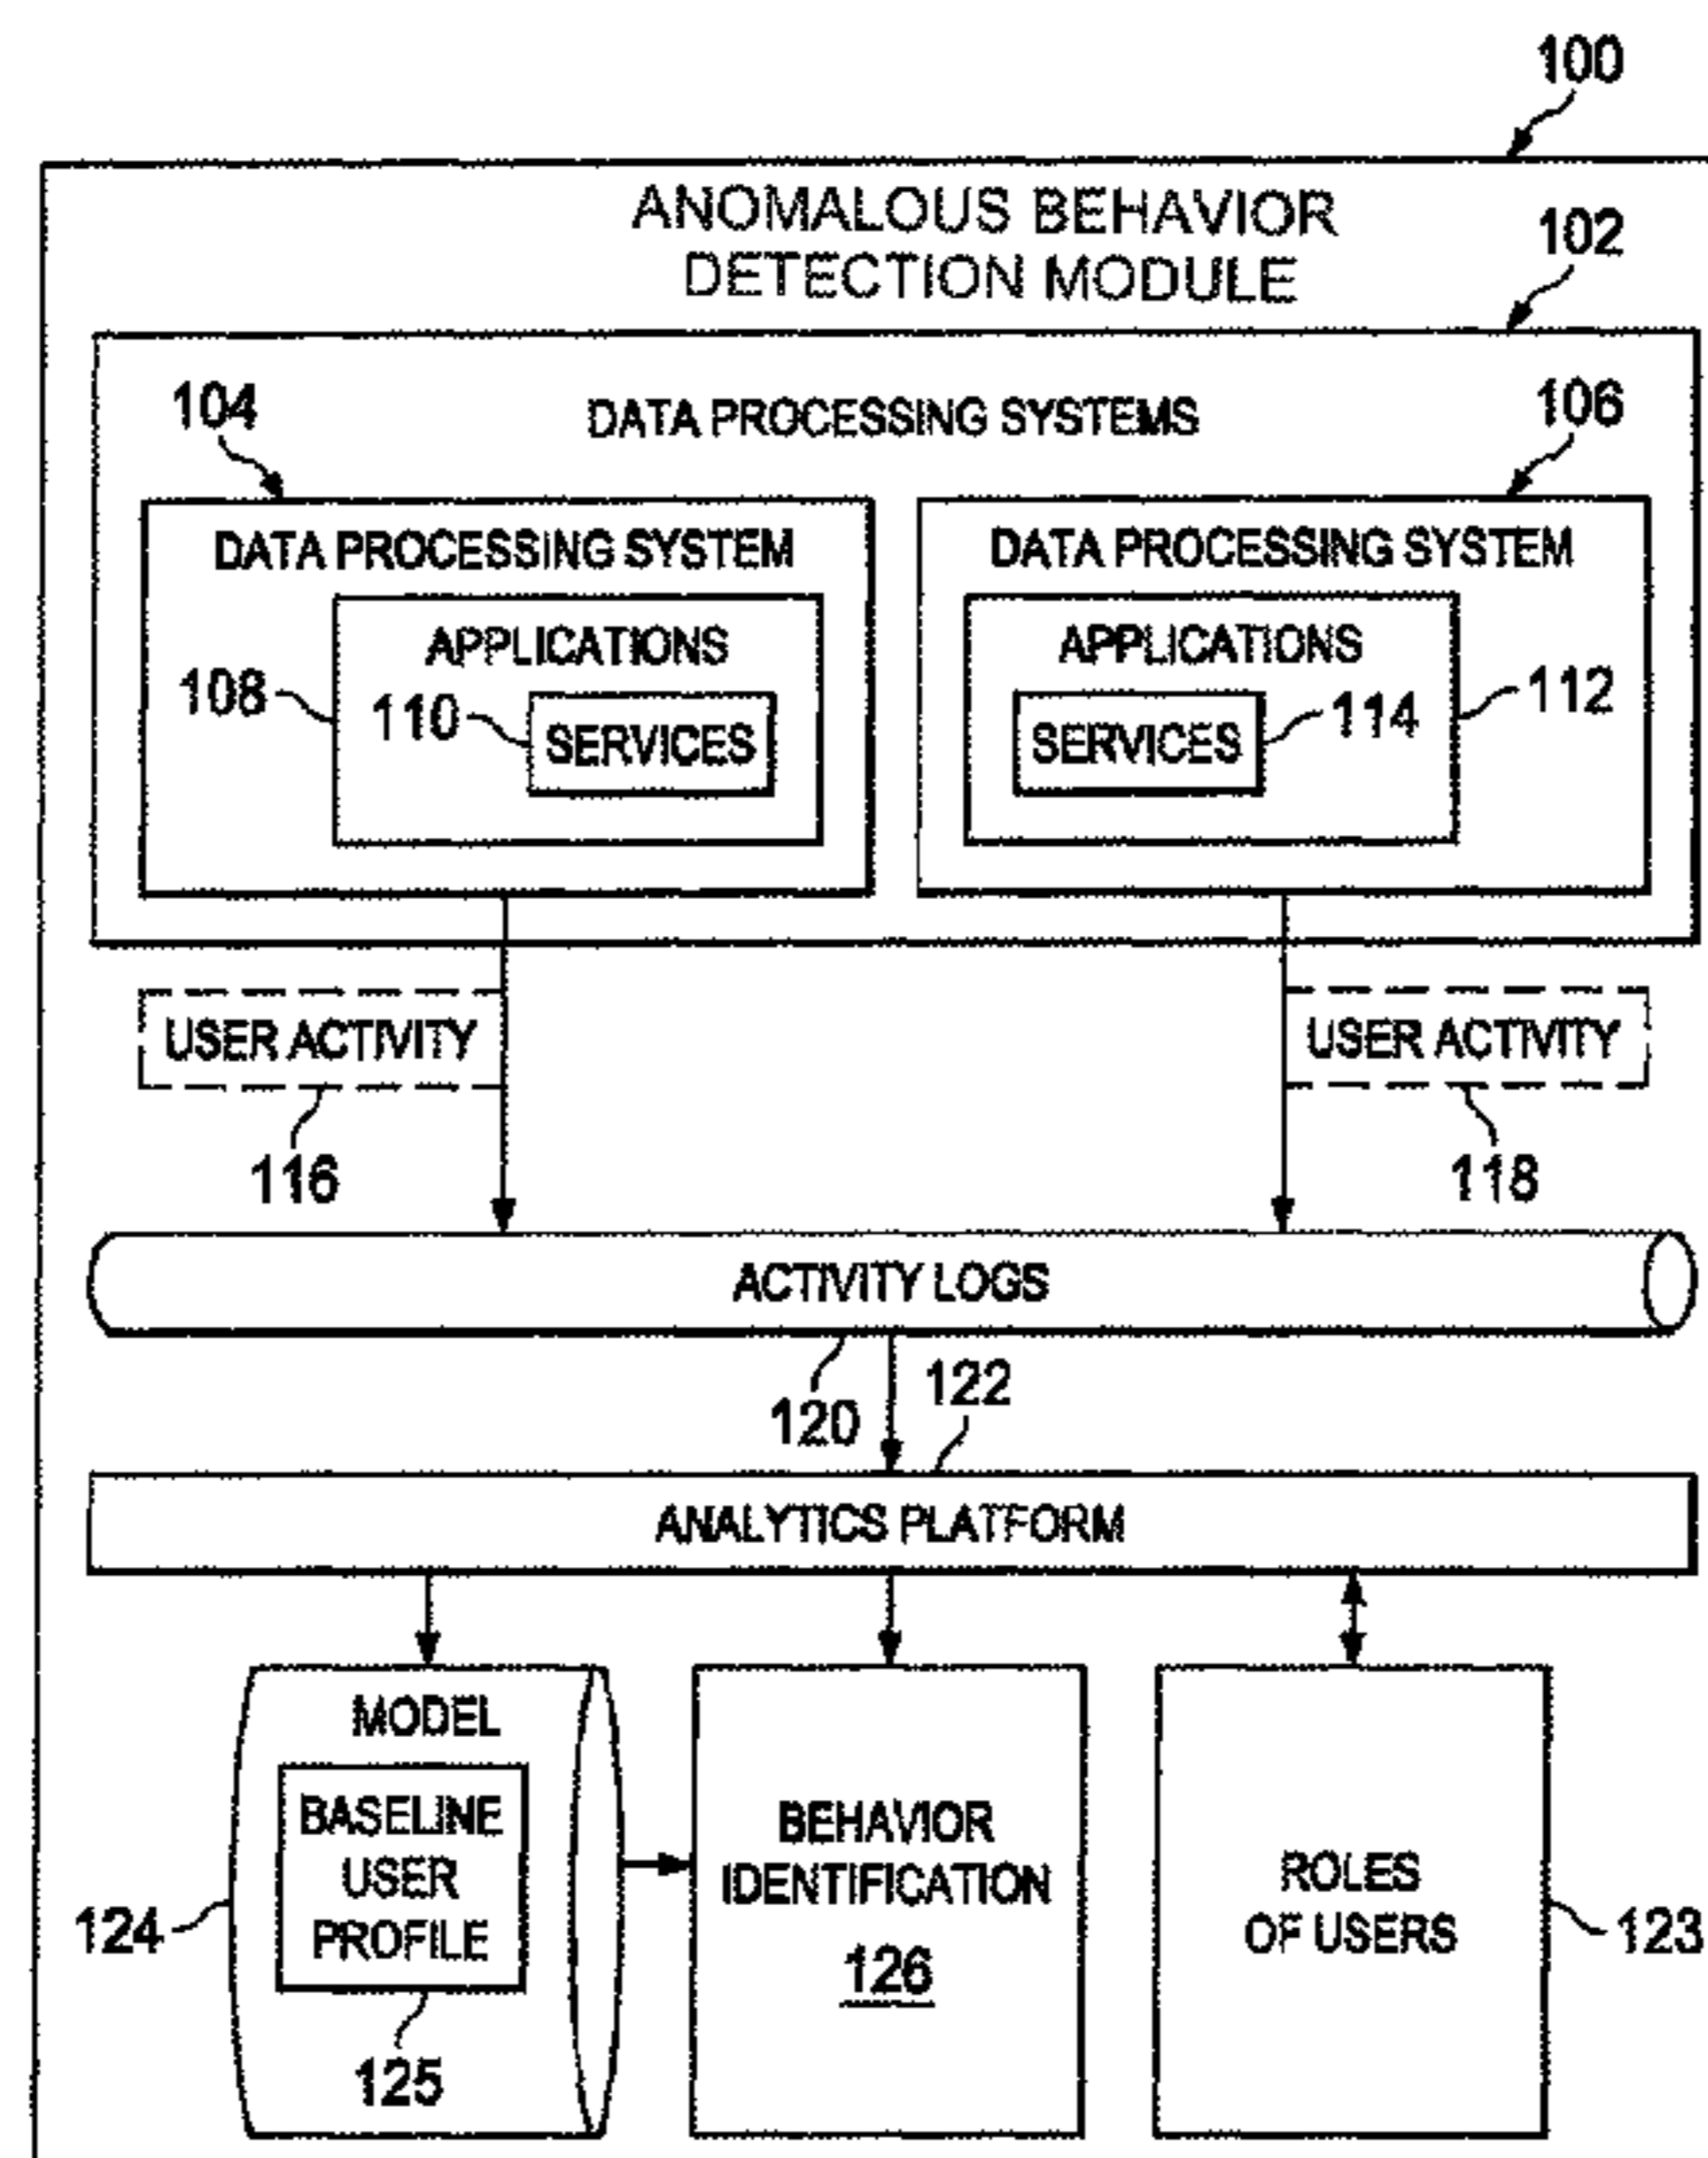 100
ANOMALOUS BEHAVIOR
DETECTION MODULE
102
104
DATA PROCESSING SYSTEMS
106
DATA PROCESSING SYSTEM
DATA PROCESSING SYSTEM
APPLICATIONS
APPLICATIONS
108
110
SERVICES
SERVICES
114
112
USER ACTIVITY
USER ACTIVITY
116
118
ACTIVITY LOGS
120
122
ANALYTICS PLATFORM
MODEL
BASELINE
USER
PROFILE
124
125
BEHAVIOR
IDENTIFICATION
126
ROLES
OF USERS
123